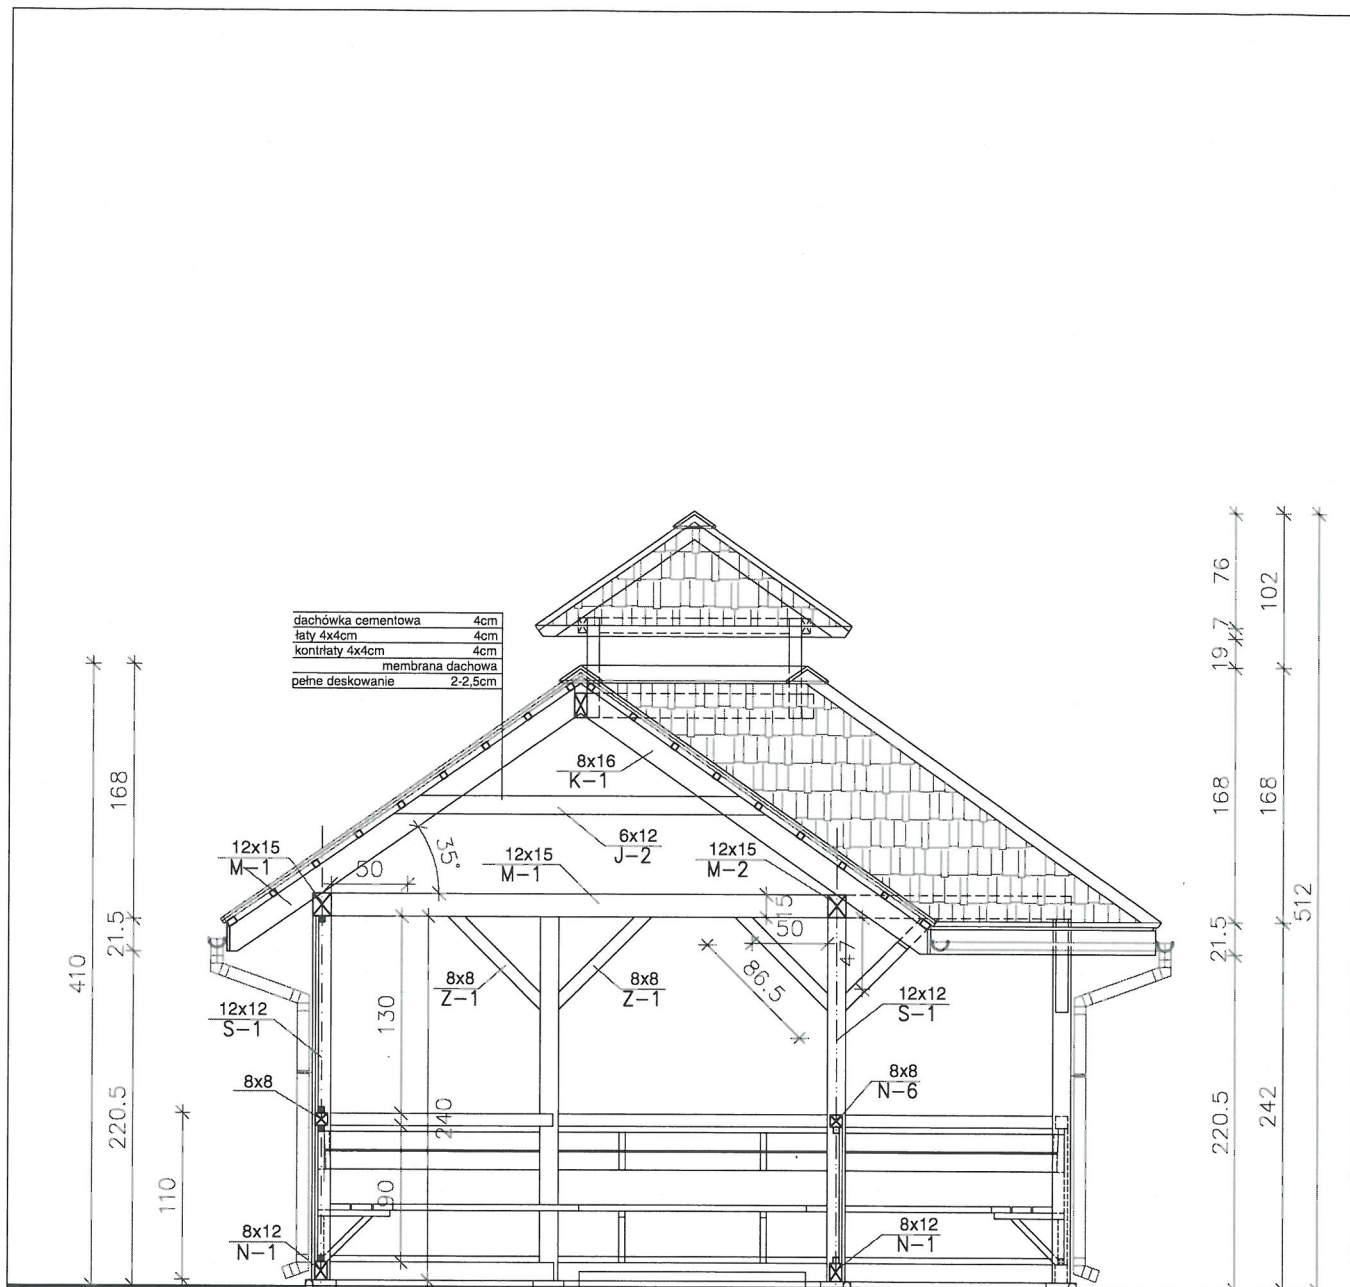 76
102
7
19
dachówka cementowa 4cm
łaty 4x4cm 4cm
kontrłaty 4x4cm 4cm
membrana dachowa
pełne deskowanie 2-2,5cm
8x16
K-1
168
168
168
6x12
J-2
35°
12x15
M-1
50
12x15
M-1
12x15
M-2
15
512
21.5
50
47
21.5
410
86.5
8x8
Z-1
8x8
Z-1
12x12
S-1
130
12x12
S-1
8x8
8x8
N-6
220.5
240
220.5
242
110
90
8x12
N-1
8x12
N-1